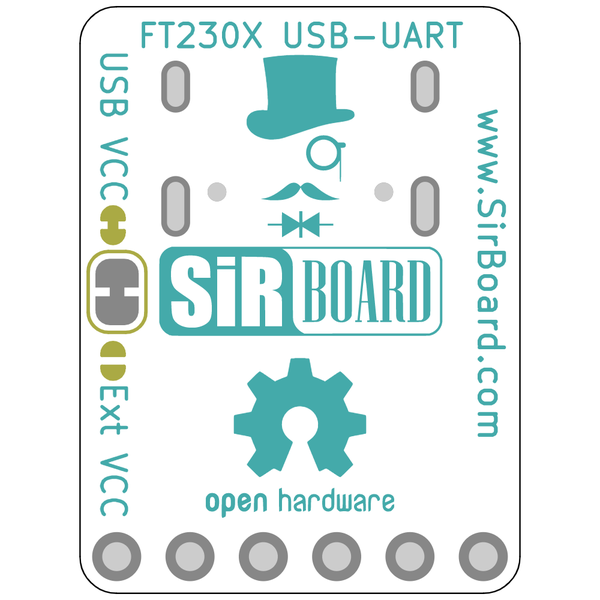 FT230X USB-UART
USB VCC
www.SirBoard.com
SiR BOARD
Ext VCC
open hardware